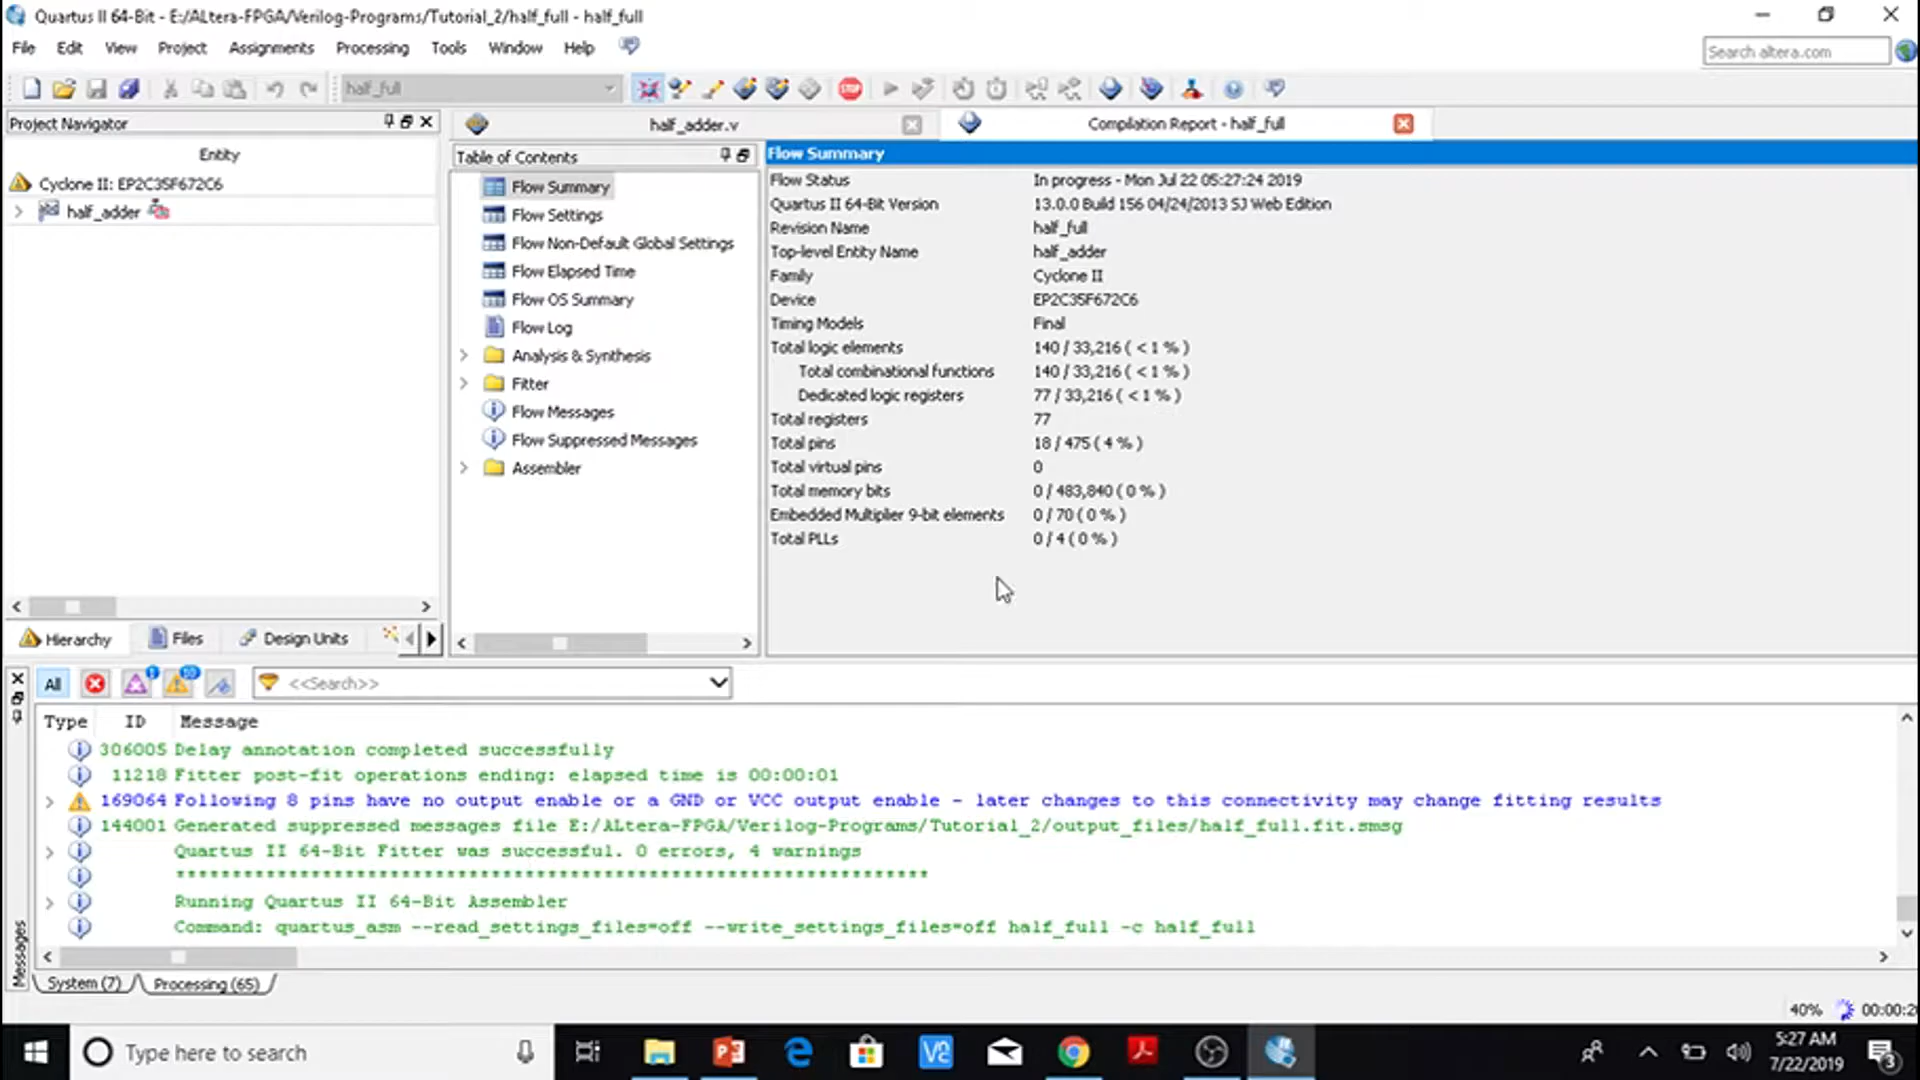 Quartus II 64-Bit - E:/ALtera-FPGA/Verilog-Programs/Tutorial_2/half_full - half_full
File Edit View Project Assignments Processing Tools Window Help
Search altera.com
half_full
STOP
Project Navigator
Entity
Cyclone II: EP2C35F672C6
half_adder
Hierarchy Files Design Units
half_adder.v
Compilation Report - half_full
Table of Contents
Flow Summary
Flow Settings
Flow Non-Default Global Settings
Flow Elapsed Time
Flow OS Summary
Flow Log
Analysis & Synthesis
Fitter
Flow Messages
Flow Suppressed Messages
Assembler
Flow Summary
Flow Status In progress - Mon Jul 22 05:27:24 2019
Quartus II 64-Bit Version 13.0.0 Build 156 04/24/2013 SJ Web Edition
Revision Name half_full
Top-level Entity Name half_adder
Family Cyclone II
Device EP2C35F672C6
Timing Models Final
Total logic elements 140 / 33,216 ( < 1 % )
Total combinational functions 140 / 33,216 ( < 1 % )
Dedicated logic registers 77 / 33,216 ( < 1 % )
Total registers 77
Total pins 18 / 475 ( 4 % )
Total virtual pins 0
Total memory bits 0 / 483,840 ( 0 % )
Embedded Multiplier 9-bit elements 0 / 70 ( 0 % )
Total PLLs 0 / 4 ( 0 % )
All <<Search>>
Type ID Message
306005 Delay annotation completed successfully
11218 Fitter post-fit operations ending: elapsed time is 00:00:01
169064 Following 8 pins have no output enable or a GND or VCC output enable - later changes to this connectivity may change fitting results
144001 Generated suppressed messages file E:/ALtera-FPGA/Verilog-Programs/Tutorial_2/output_files/half_full.fit.smsg
Quartus II 64-Bit Fitter was successful. 0 errors, 4 warnings
************************************************************
Running Quartus II 64-Bit Assembler
Command: quartus_asm --read_settings_files=off --write_settings_files=off half_full -c half_full
Messages
System (7) Processing (65)
40% 00:00:2
Type here to search
5:27 AM
7/22/2019
3